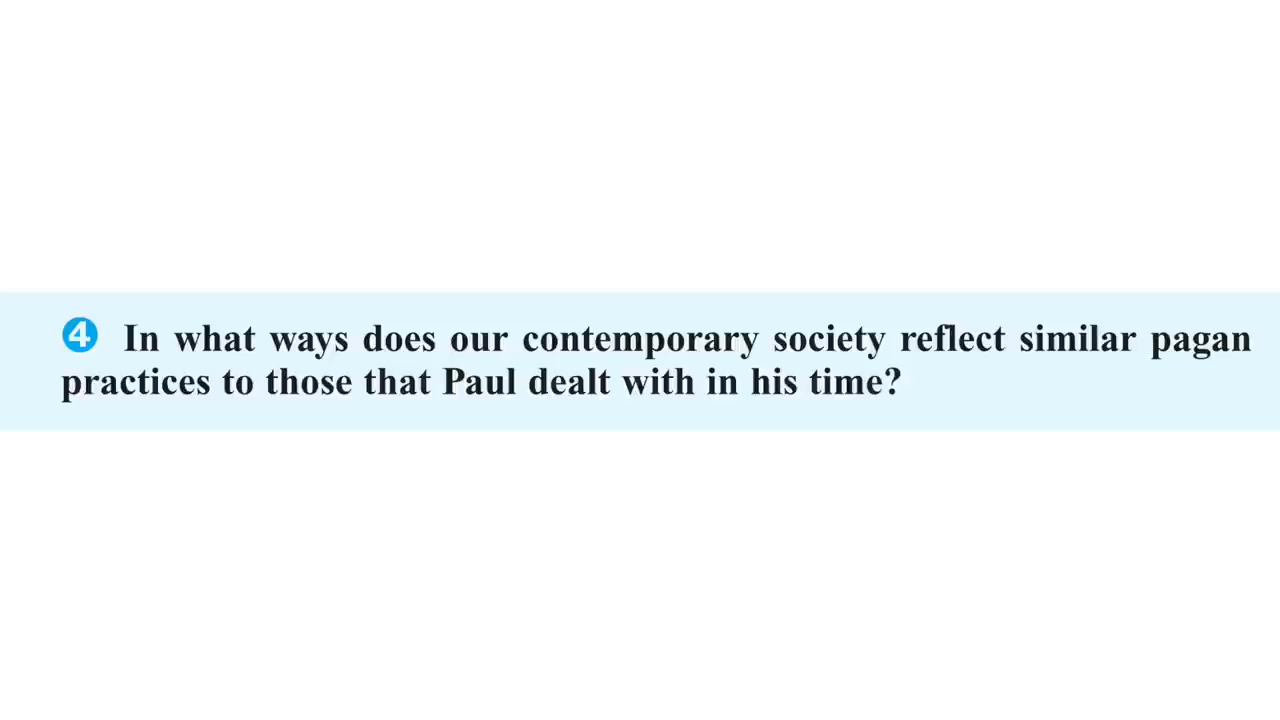 4 In what ways does our contemporary society reflect similar pagan
practices to those that Paul dealt with in his time?